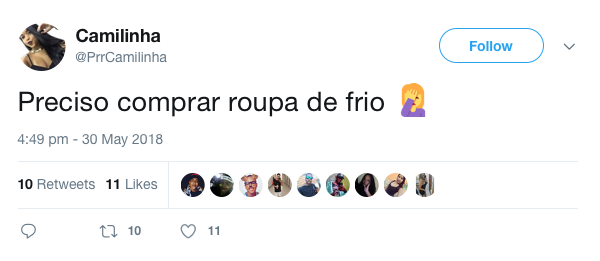 Camilinha
@PrrCamilinha
Follow
Preciso comprar roupa de frio 🤦‍♀️
4:49 pm - 30 May 2018
10 Retweets 11 Likes
10 11